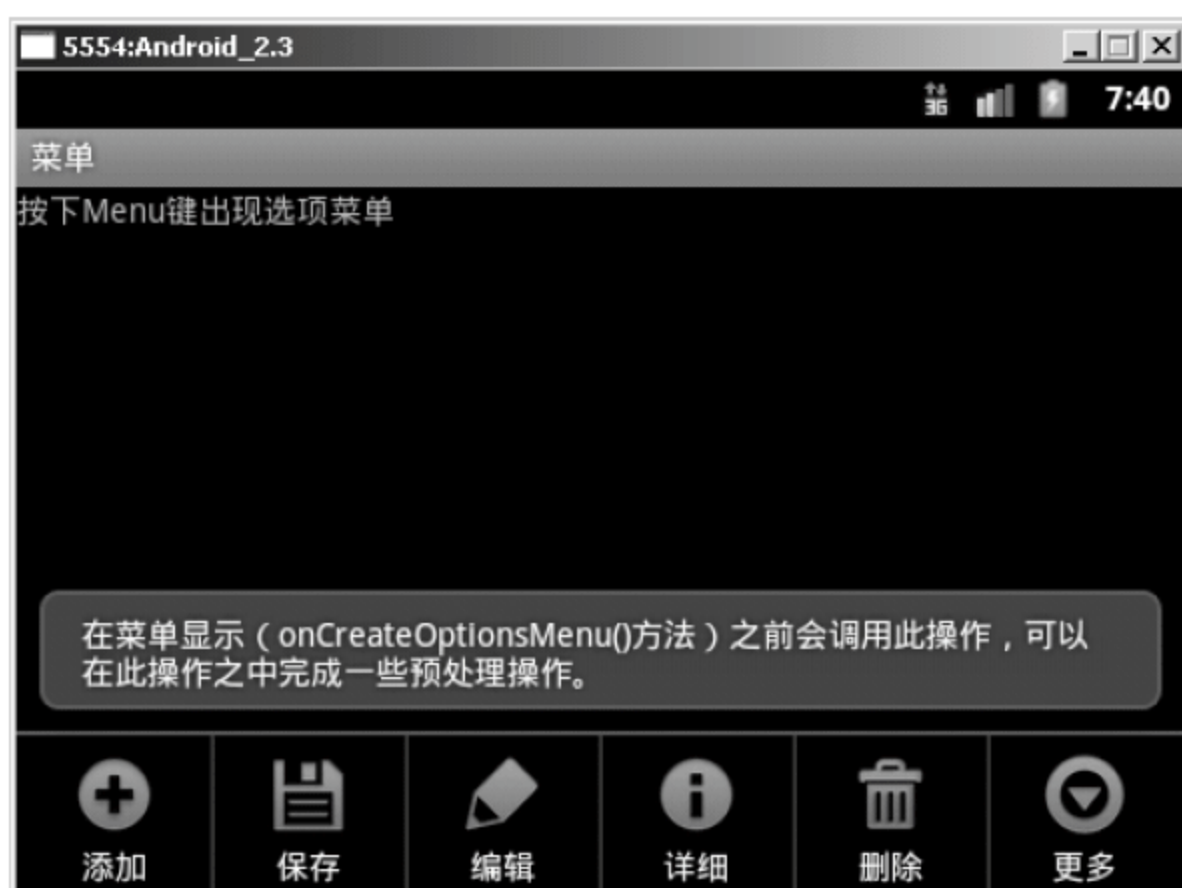 5554:Android_2.3
3G 7:40
菜单
按下Menu键出现选项菜单
在菜单显示（onCreateOptionsMenu()方法）之前会调用此操作，可以
在此操作之中完成一些预处理操作。
添加 保存 编辑 详细 删除 更多